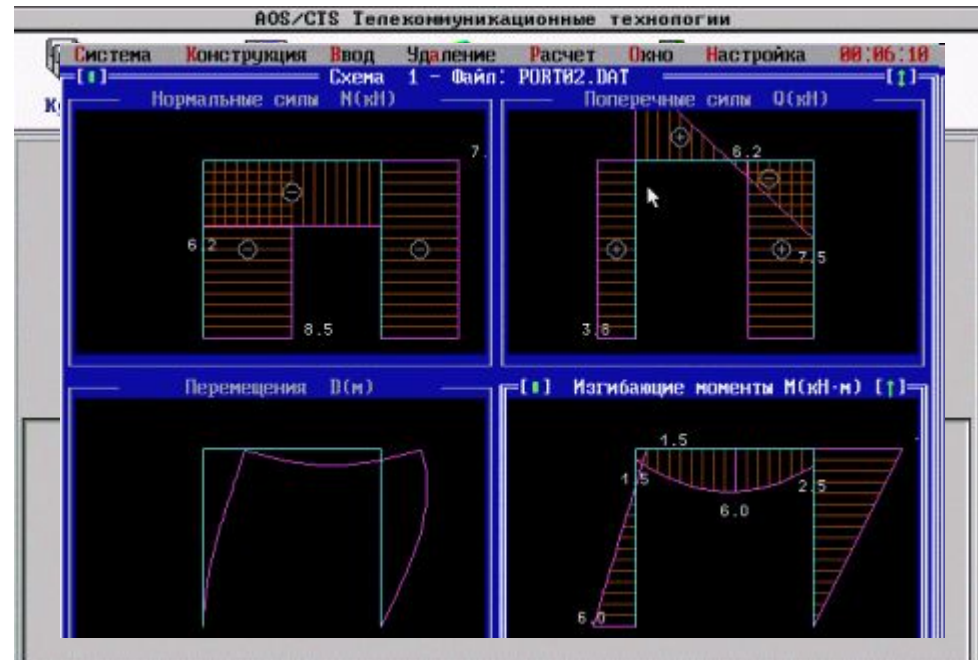 AOS/CTS Телекоммуникационные технологии
Система Конструкция Ввод Удаление Расчет Окно Настройка 00:06:10
Схема 1 - Файл: PORT02.DAT
Нормальные силы N(кН)
7.
6.2
8.5
Поперечные силы Q(кН)
6.2
7.5
3.8
Перемещения D(м)
Изгибающие моменты М(кН·м)
1.5
1.5
2.5
6.0
6.0